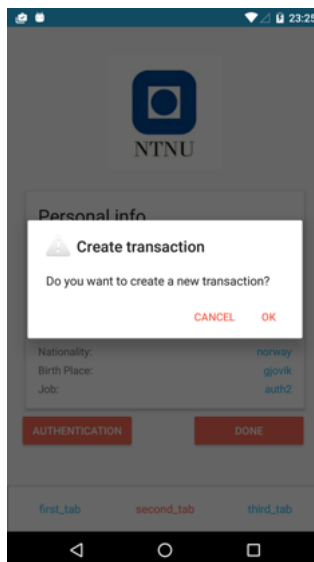 23:25
NTNU
Personal info
Create transaction
Do you want to create a new transaction?
CANCEL OK
Nationality: norway
Birth Place: gjovik
Job: auth2
AUTHENTICATION DONE
first_tab second_tab third_tab